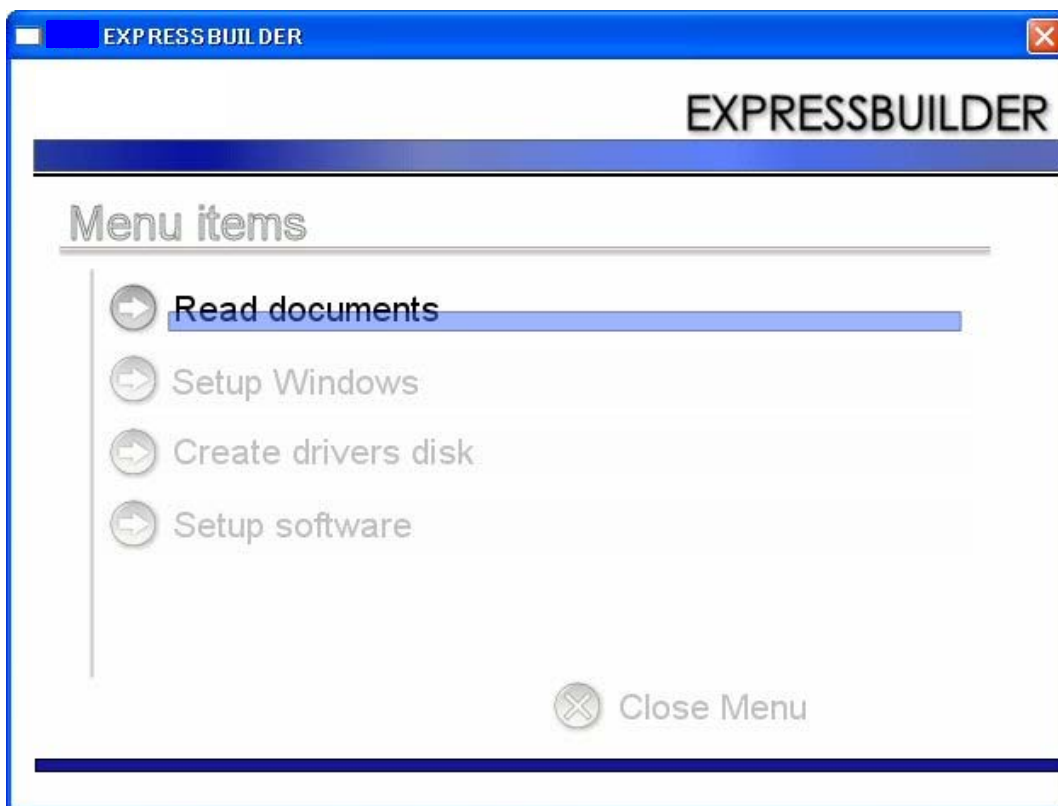 EXPRESSBUILDER
EXPRESSBUILDER
Menu items
Read documents
Setup Windows
Create drivers disk
Setup software
Close Menu